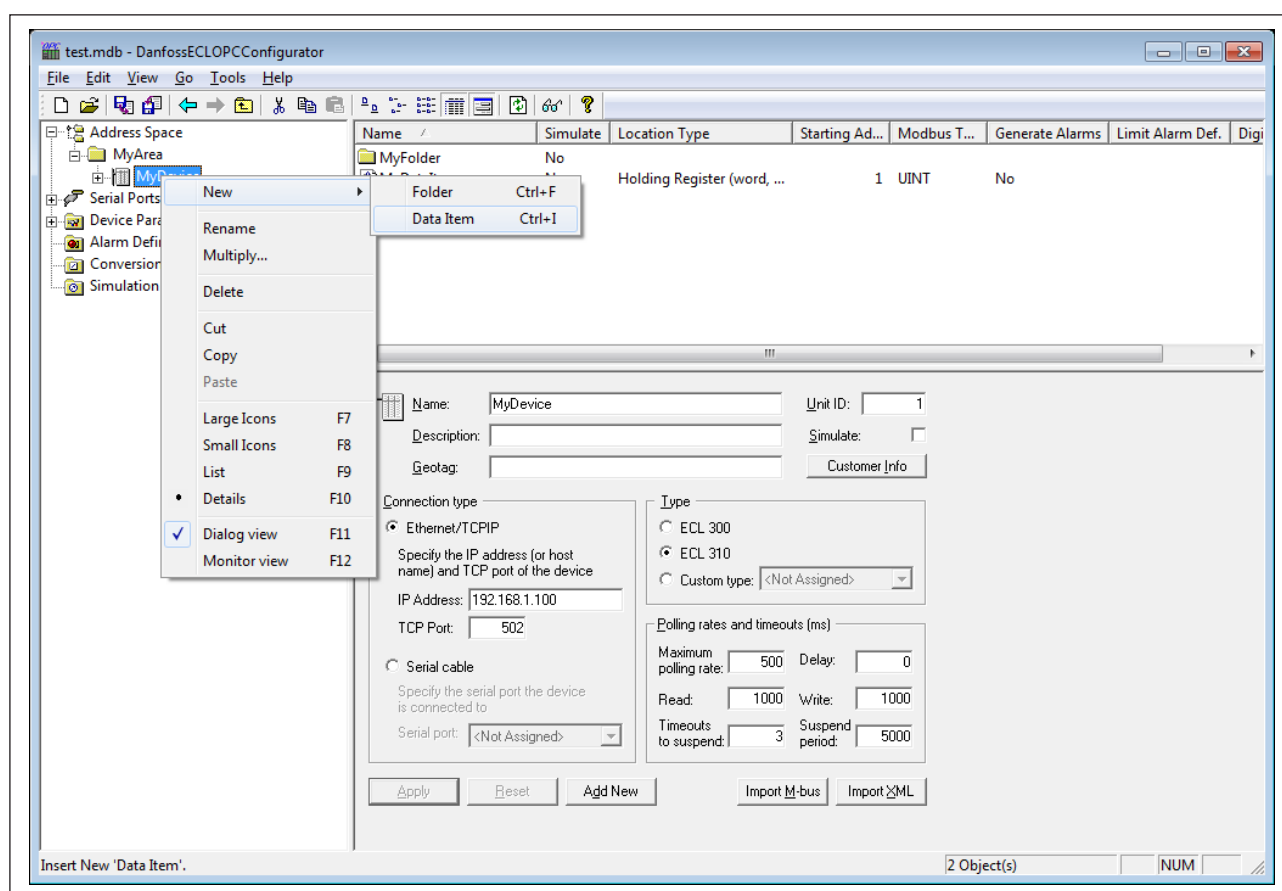 test.mdb - DanfossECLOPCConfigurator
File Edit View Go Tools Help
Address Space
MyArea
Serial Ports
Name Simulate Location Type Starting Ad... Modbus T... Generate Alarms Limit Alarm Def. Digi
MyFolder No
Holding Register (word, ... 1 UINT No
New
Rename
Multiply...
Delete
Cut
Copy
Paste
Large Icons F7
Small Icons F8
List F9
Details F10
Dialog view F11
Monitor view F12
Folder Ctrl+F
Data Item Ctrl+I
Device Para
Alarm Defi
Conversion
Simulation
Name: MyDevice Unit ID: 1
Description: Simulate:
Geotag: Customer Info
Connection type
Ethernet/TCPIP
Specify the IP address (or host
name) and TCP port of the device
IP Address: 192.168.1.100
TCP Port: 502
Serial cable
Specify the serial port the device
is connected to
Serial port: <Not Assigned>
Type
ECL 300
ECL 310
Custom type: <Not Assigned>
Polling rates and timeouts (ms)
Maximum
polling rate: 500 Delay: 0
Read: 1000 Write: 1000
Timeouts
to suspend: 3
Suspend
period: 5000
Apply Reset Add New Import M-bus Import XML
Insert New 'Data Item'. 2 Object(s) NUM